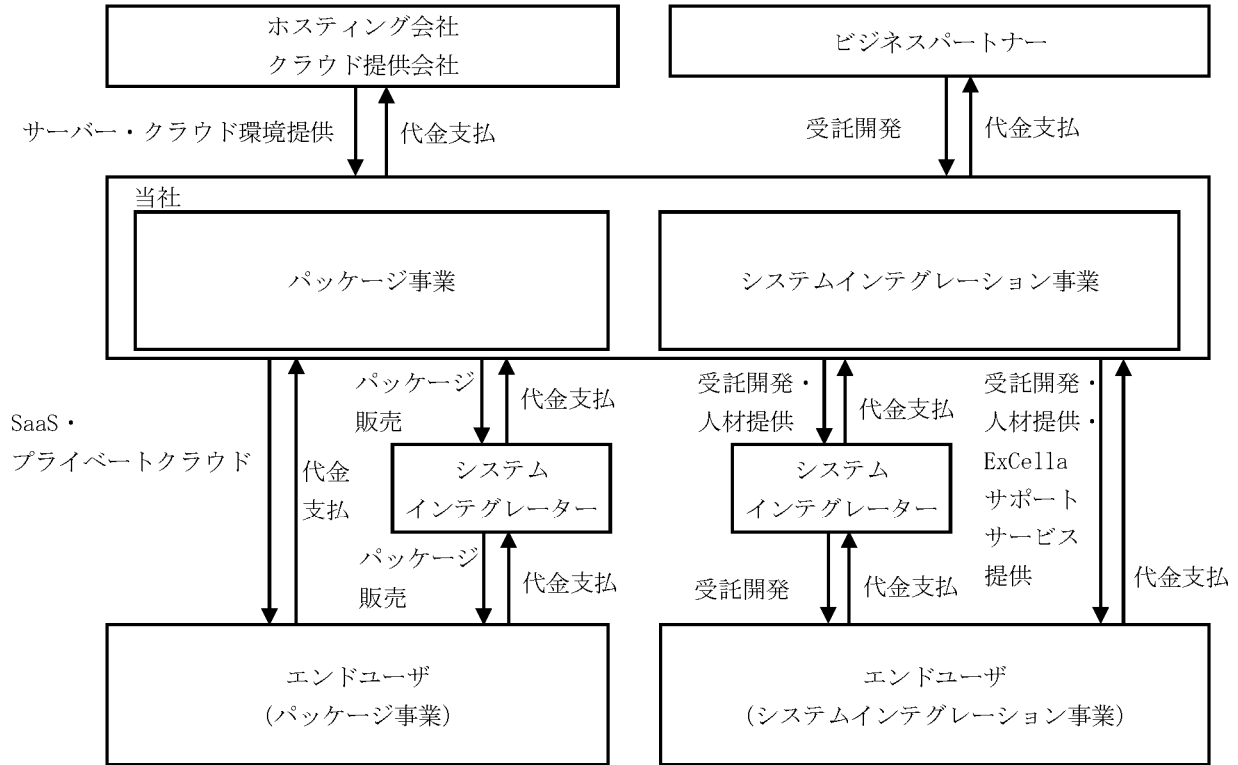 ホスティング会社
クラウド提供会社
ビジネスパートナー
サーバー・クラウド環境提供
代金支払
受託開発
代金支払
当社
パッケージ事業
システムインテグレーション事業
SaaS・
プライベートクラウド
代金
支払
パッケージ
販売
代金支払
システム
インテグレーター
パッケージ
販売
代金支払
受託開発・
人材提供
代金支払
システム
インテグレーター
受託開発
代金支払
受託開発・
人材提供・
ExCella
サポート
サービス
提供
代金支払
エンドユーザ
（パッケージ事業）
エンドユーザ
（システムインテグレーション事業）